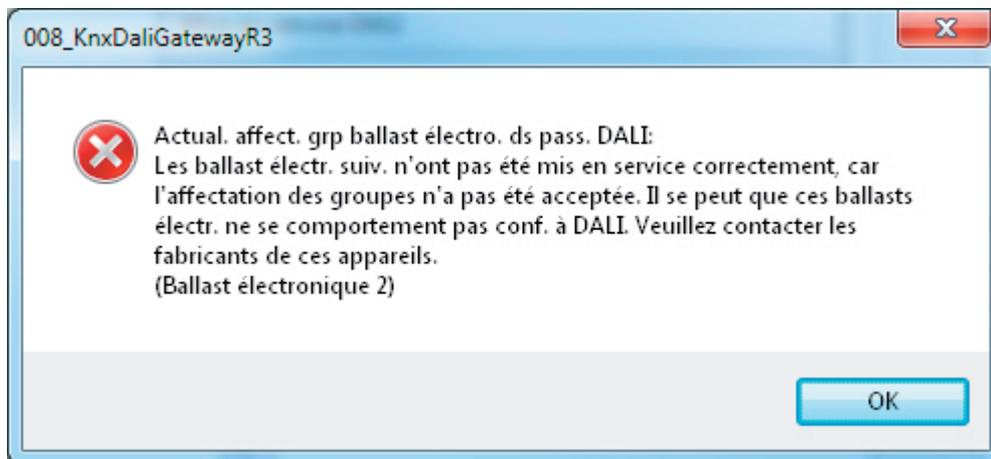 008_KnxDaliGatewayR3
Actual. affect. grp ballast électro. ds pass. DALI:
Les ballast électr. suiv. n'ont pas été mis en service correctement, car
l'affectation des groupes n'a pas été acceptée. Il se peut que ces ballasts
électr. ne se comportement pas conf. à DALI. Veuillez contacter les
fabricants de ces appareils.
(Ballast électronique 2)
OK